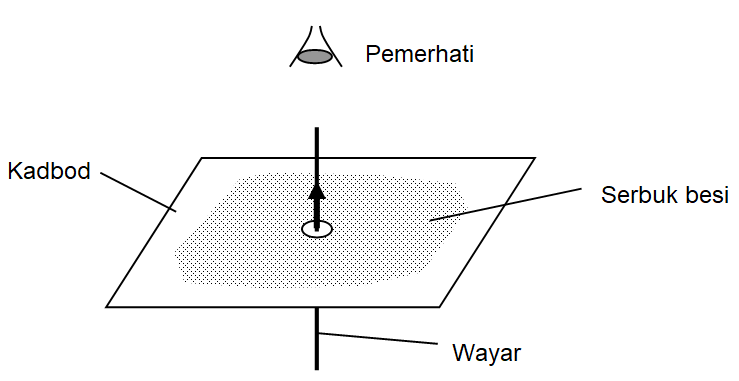 Pemerhati
Kadbod
Serbuk besi
Wayar